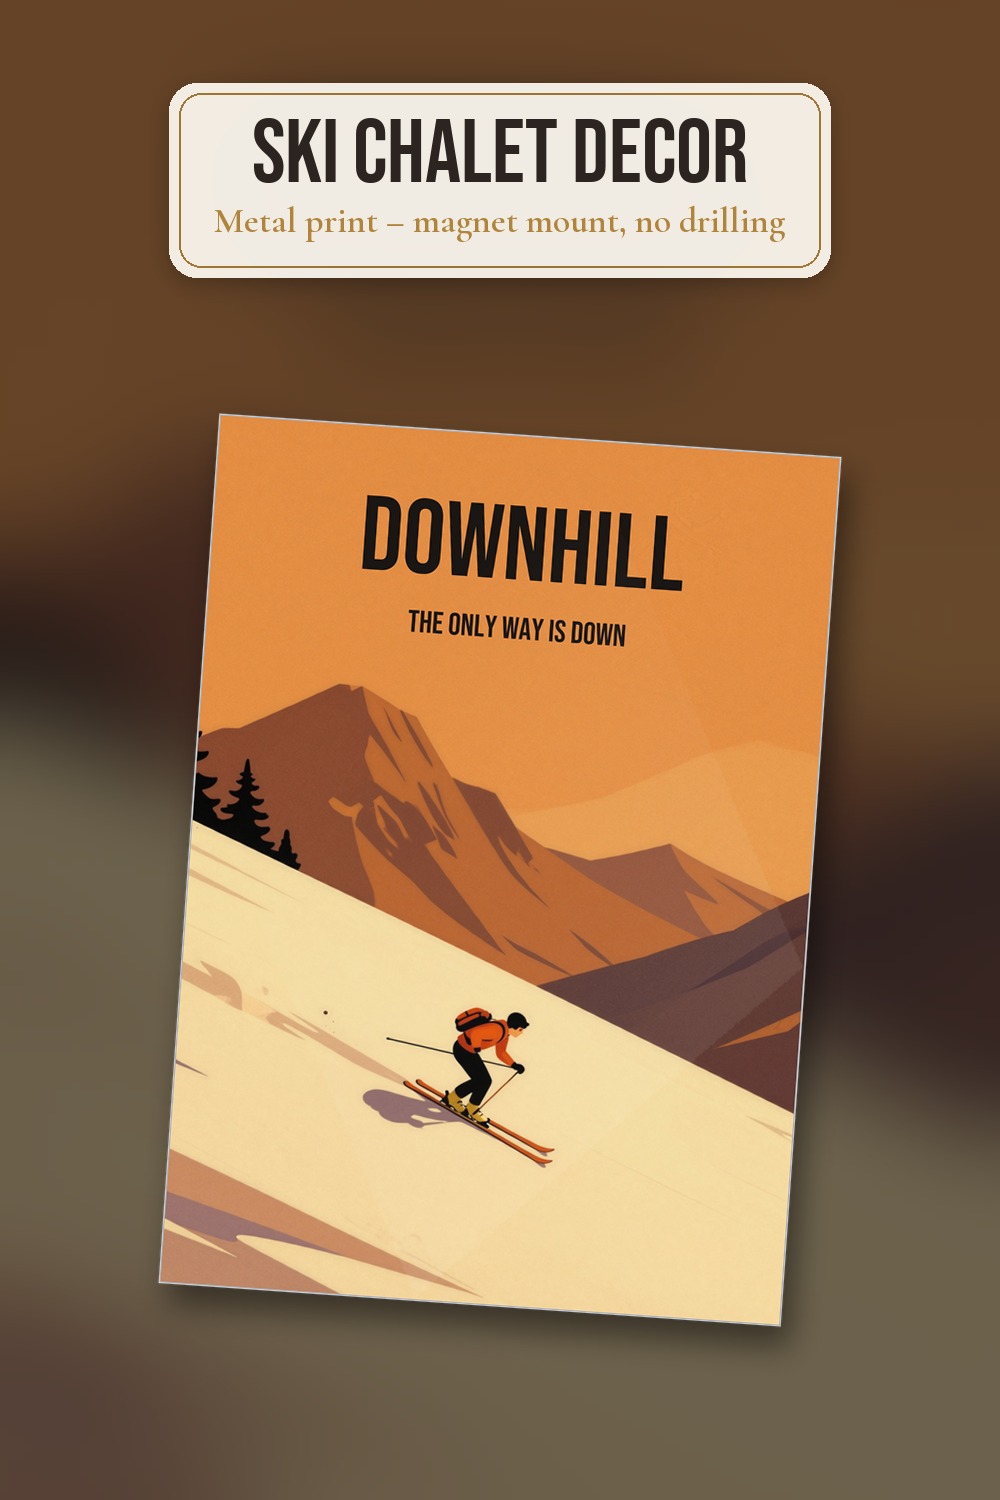 SKI CHALET DECOR
Metal print – magnet mount, no drilling
DOWNHILL
THE ONLY WAY IS DOWN